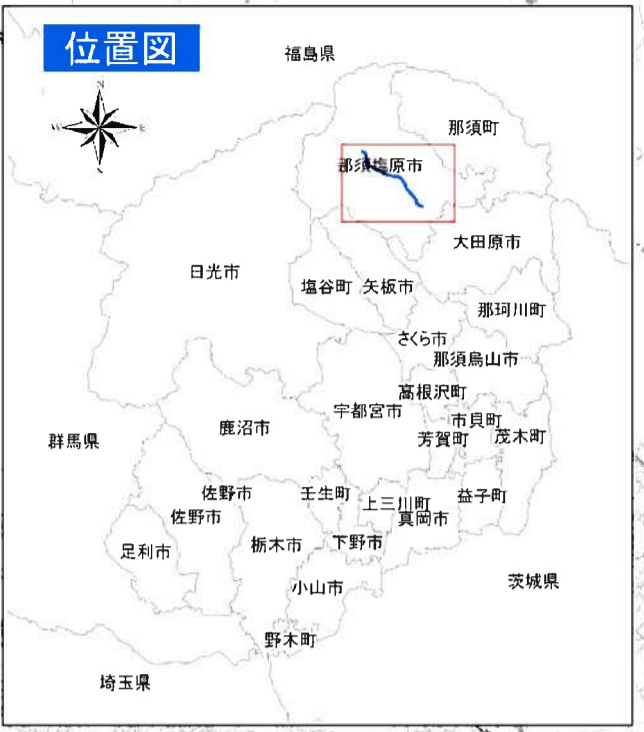 位置図
福島県
N
W
E
那須町
那須塩原市
大田原市
日光市
塩谷町
矢板市
那珂川町
さくら市
那須烏山市
高根沢町
宇都宮市
市貝町
鹿沼市
芳賀町
茂木町
群馬県
佐野市
壬生町
上三川町
益子町
佐野市
真岡市
下野市
栃木市
足利市
小山市
茨城県
野木町
埼玉県